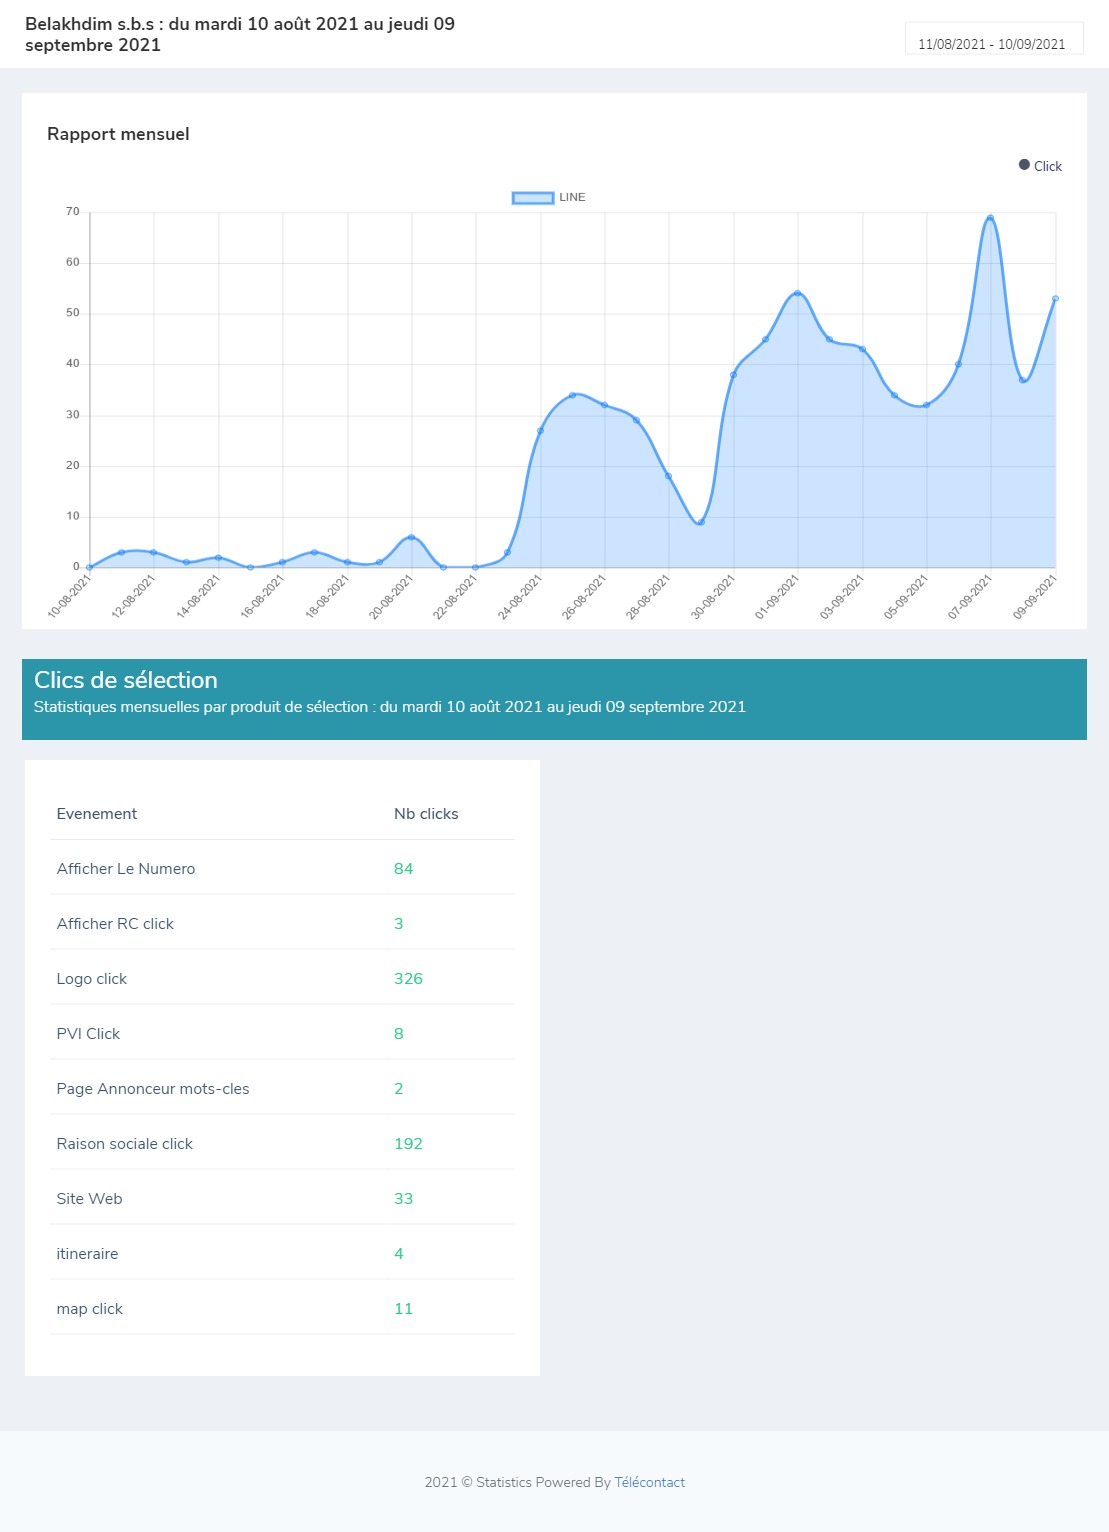 Belakhdim s.b.s : du mardi 10 août 2021 au jeudi 09
septembre 2021
11/08/2021 - 10/09/2021
Rapport mensuel
Click
LINE
70
60
50
40
30
20
10
0
10-08-2021
12-08-2021
14-08-2021
16-08-2021
18-08-2021
20-08-2021
22-08-2021
24-08-2021
26-08-2021
28-08-2021
30-08-2021
01-09-2021
03-09-2021
05-09-2021
07-09-2021
09-09-2021
Clics de sélection
Statistiques mensuelles par produit de sélection : du mardi 10 août 2021 au jeudi 09 septembre 2021
Evenement Nb clicks
Afficher Le Numero 84
Afficher RC click 3
Logo click 326
PVI Click 8
Page Annonceur mots-cles 2
Raison sociale click 192
Site Web 33
itineraire 4
map click 11
2021 © Statistics Powered By Télécontact